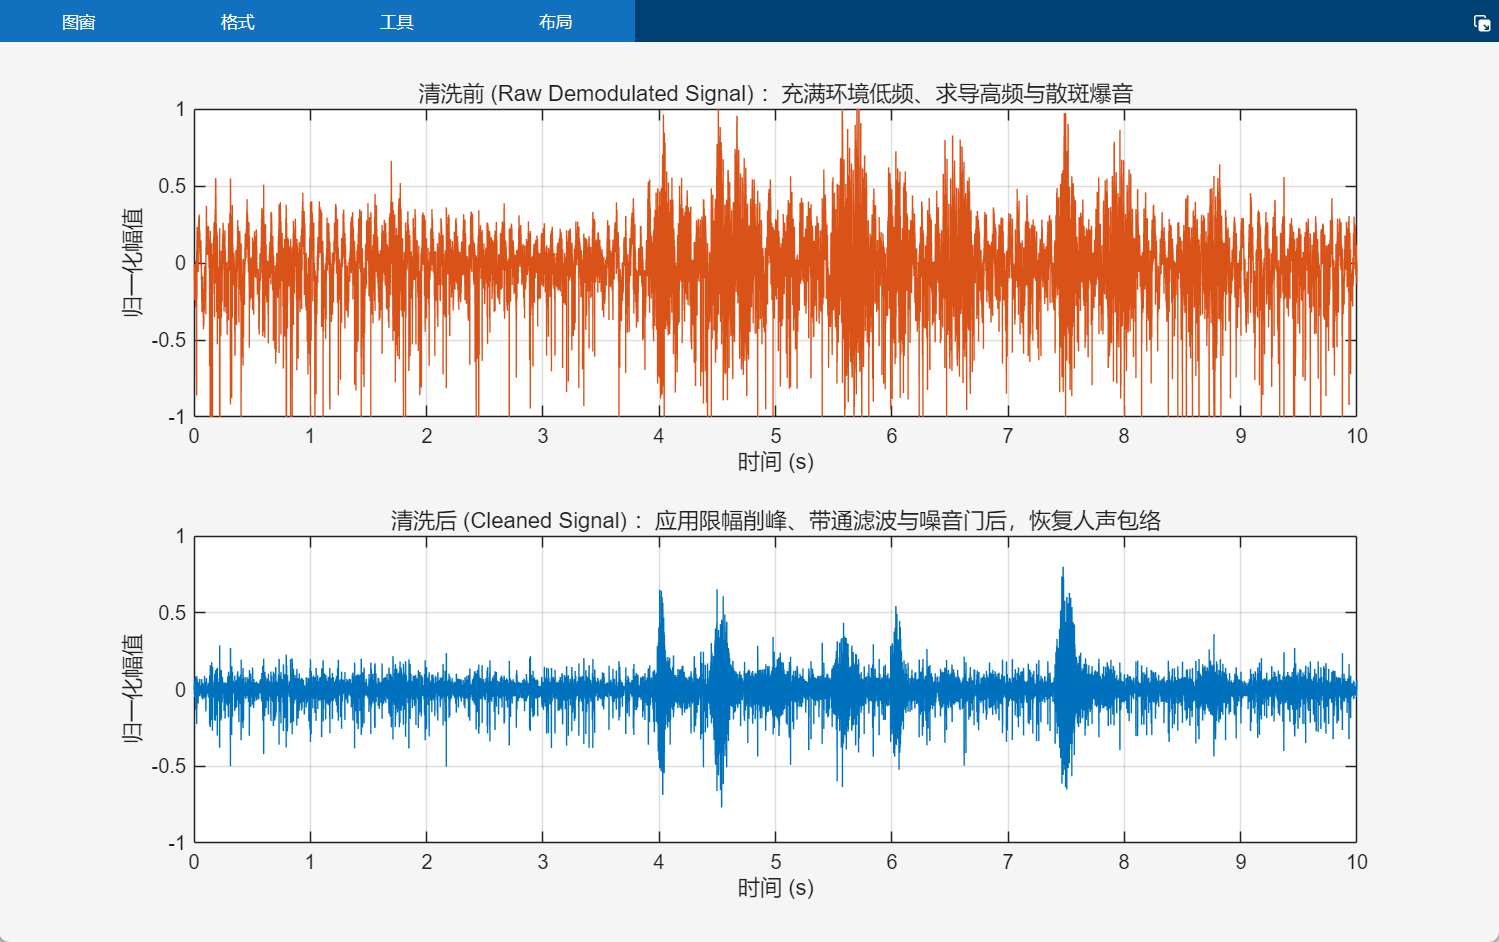 图窗 格式 工具 布局
清洗前 (Raw Demodulated Signal) ：充满环境低频、求导高频与散斑爆音
归一化幅值
1
0.5
0
-0.5
-1
0 1 2 3 4 5 6 7 8 9 10
时间 (s)
清洗后 (Cleaned Signal) ：应用限幅削峰、带通滤波与噪音门后，恢复人声包络
归一化幅值
1
0.5
0
-0.5
-1
0 1 2 3 4 5 6 7 8 9 10
时间 (s)